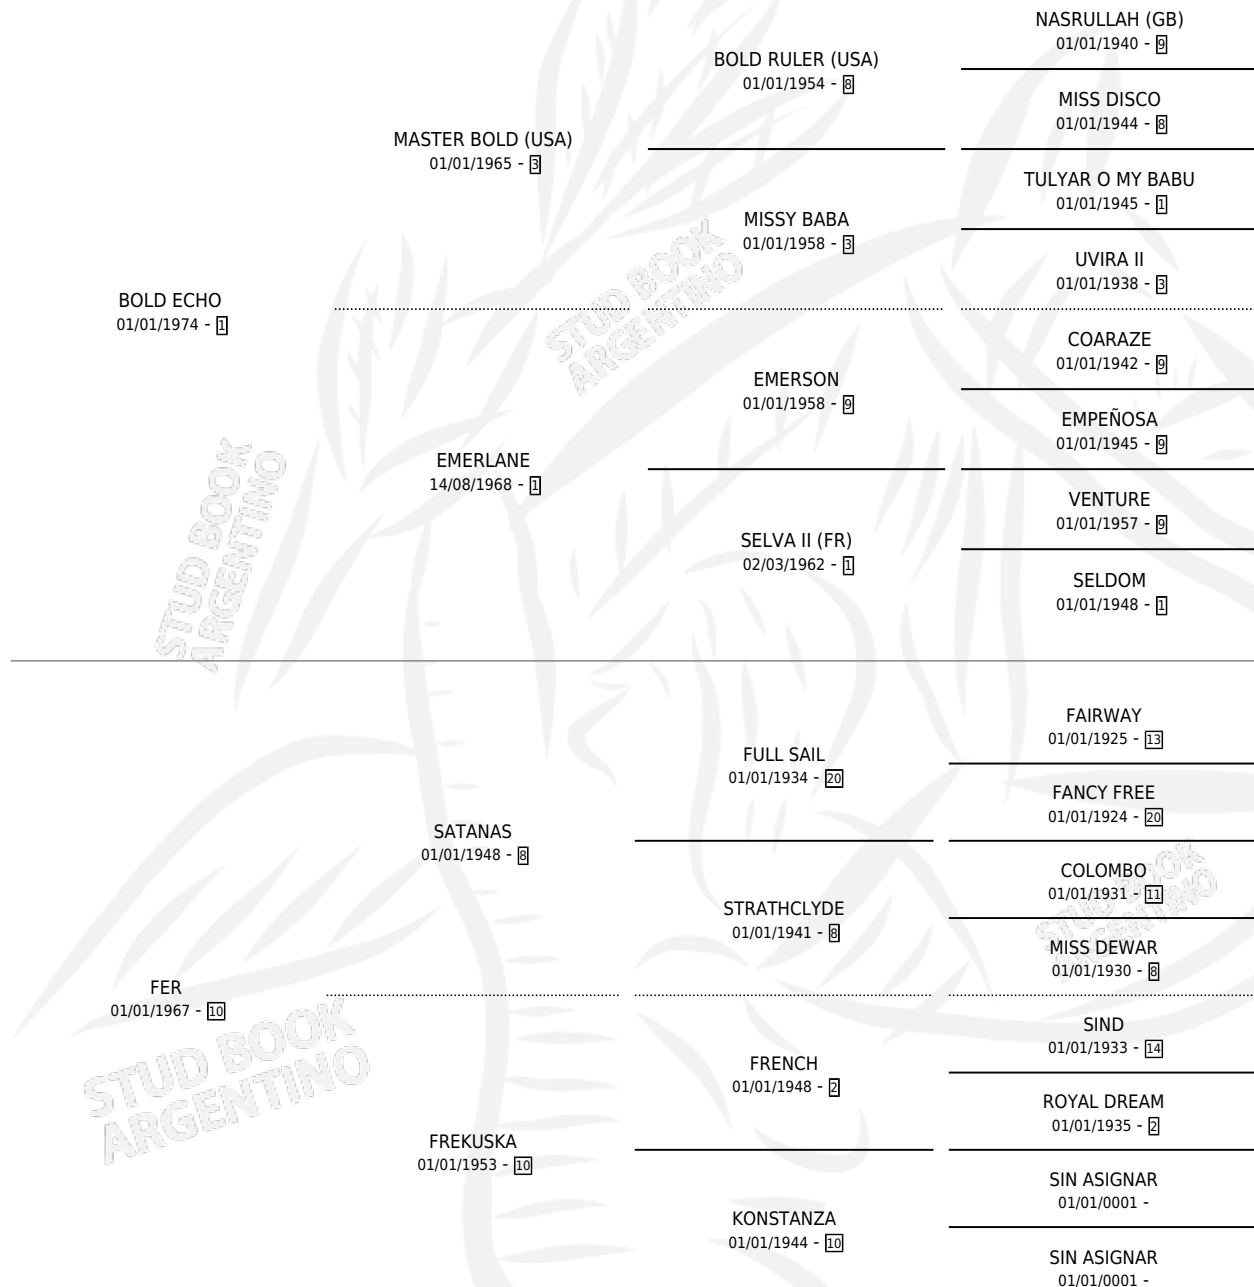 NASRULLAH (GB)
01/01/1940 - 9
BOLD RULER (USA)
01/01/1954 - 8
MISS DISCO
01/01/1944 - 8
MASTER BOLD (USA)
01/01/1965 - 3
TULYAR O MY BABU
01/01/1945 - 1
MISSY BABA
01/01/1958 - 3
UVIRA II
01/01/1938 - 3
BOLD ECHO
01/01/1974 - 1
COARAZE
01/01/1942 - 9
EMERSON
01/01/1958 - 9
EMPEÑOSA
01/01/1945 - 9
EMERLANE
14/08/1968 - 1
VENTURE
01/01/1957 - 9
SELVA II (FR)
02/03/1962 - 1
SELDOM
01/01/1948 - 1
FAIRWAY
01/01/1925 - 13
FULL SAIL
01/01/1934 - 20
FANCY FREE
01/01/1924 - 20
SATANAS
01/01/1948 - 8
COLOMBO
01/01/1931 - 11
STRATHCLYDE
01/01/1941 - 8
MISS DEWAR
01/01/1930 - 8
FER
01/01/1967 - 10
SIND
01/01/1933 - 14
FRENCH
01/01/1948 - 2
ROYAL DREAM
01/01/1935 - 2
FREKUSKA
01/01/1953 - 10
SIN ASIGNAR
01/01/0001 -
KONSTANZA
01/01/1944 - 10
SIN ASIGNAR
01/01/0001 -
STUD BOOK
ARGENTINO
STUD BOOK
ARGENTINO
STUD BOOK
ARGENTINO
STUD BOOK
ARGENTINO